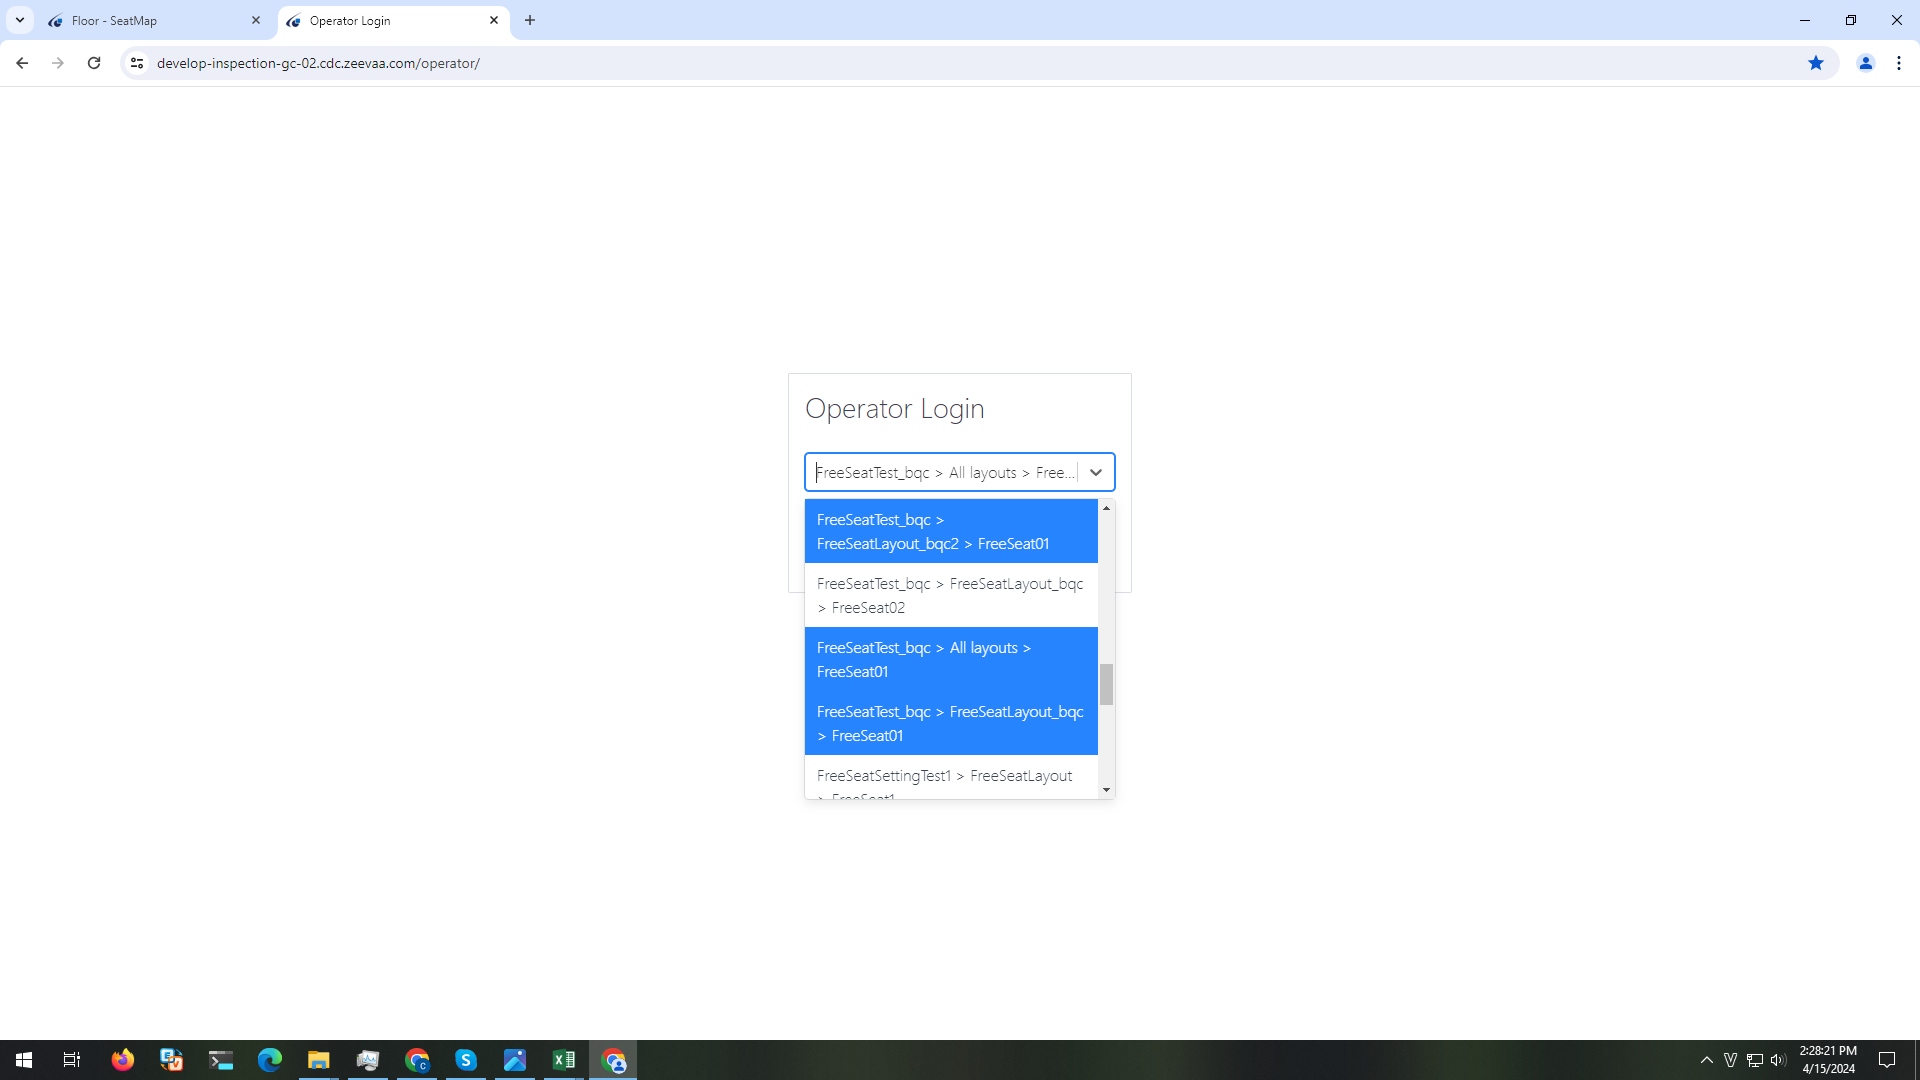 Floor - SeatMap
Operator Login
develop-inspection-gc-02.cdc.zeevaa.com/operator/
Operator Login
FreeSeatTest_bqc > All layouts > Free...
FreeSeatTest_bqc >
FreeSeatLayout_bqc2 > FreeSeat01
FreeSeatTest_bqc > FreeSeatLayout_bqc
> FreeSeat02
FreeSeatTest_bqc > All layouts >
FreeSeat01
FreeSeatTest_bqc > FreeSeatLayout_bqc
> FreeSeat01
FreeSeatSettingTest1 > FreeSeatLayout
> FreeSeat1
2:28:21 PM
4/15/2024